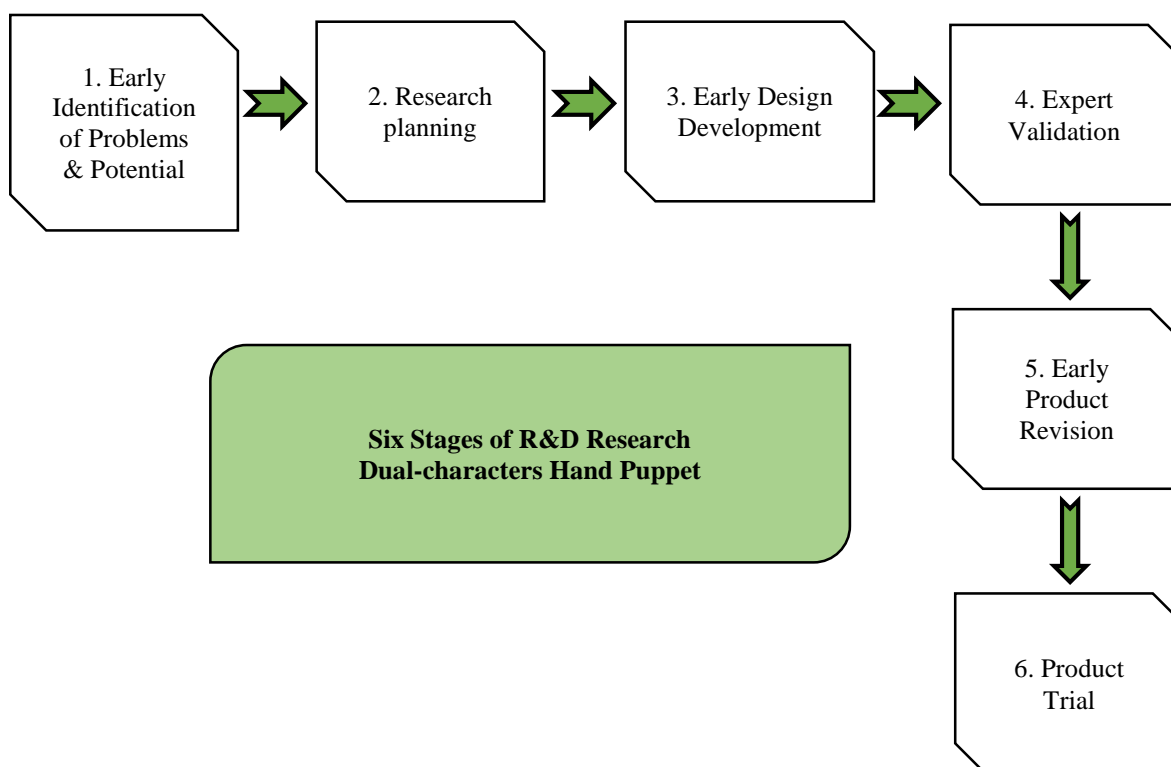 1. Early
Identification
of Problems
& Potential
2. Research
planning
3. Early Design
Development
4. Expert
Validation
5. Early
Product
Revision
6. Product
Trial
Six Stages of R&D Research
Dual-characters Hand Puppet